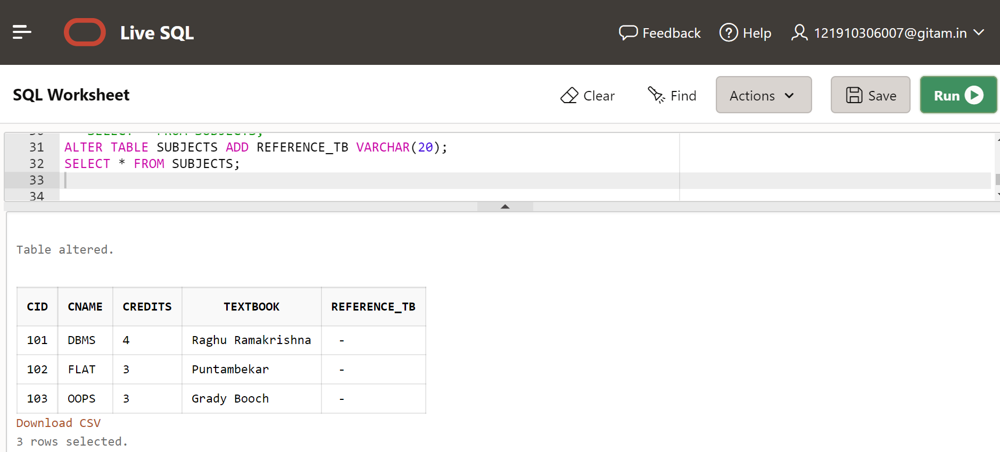 Live SQL
Feedback
Help
121910306007@gitam.in
SQL Worksheet
Clear
Find
Actions
Save
Run
31 ALTER TABLE SUBJECTS ADD REFERENCE_TB VARCHAR(20);
32 SELECT * FROM SUBJECTS;
33
34
Table altered.
CID CNAME CREDITS TEXTBOOK REFERENCE_TB
101 DBMS 4 Raghu Ramakrishna -
102 FLAT 3 Puntambekar -
103 OOPS 3 Grady Booch -
Download CSV
3 rows selected.